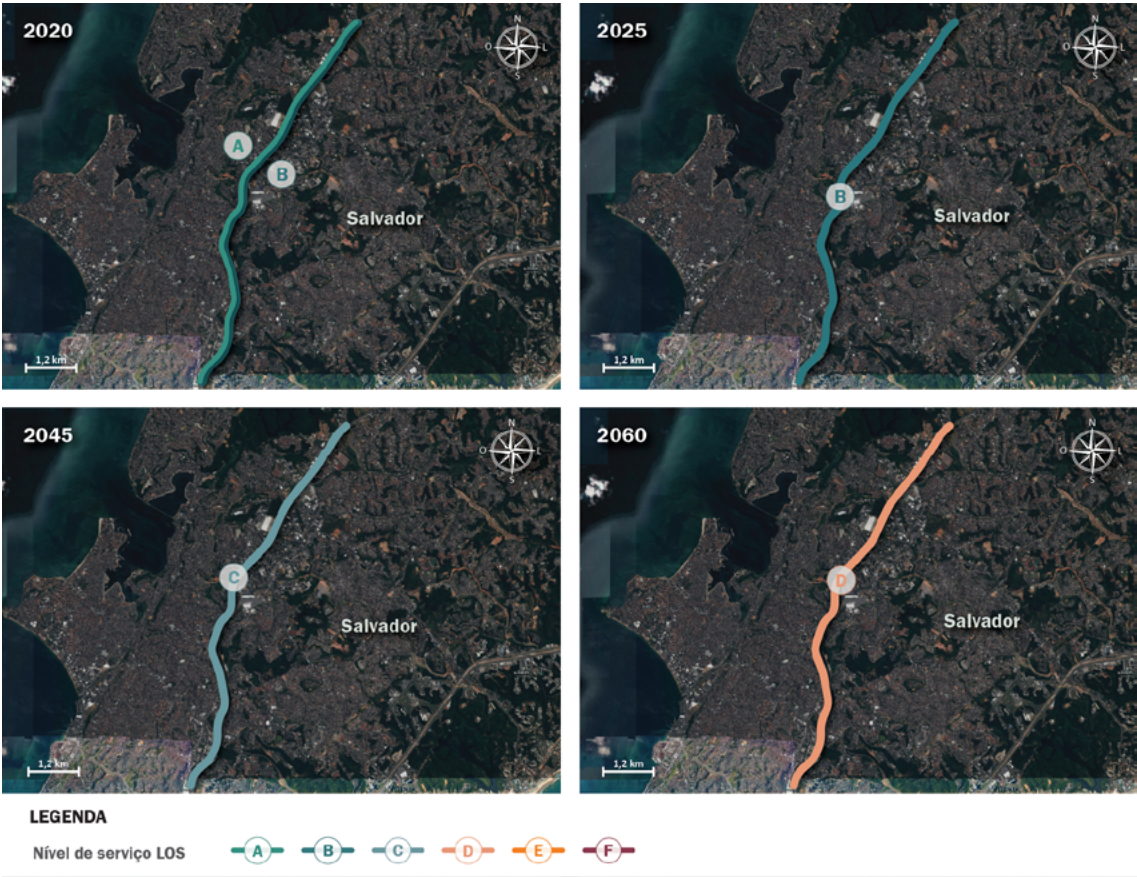 2020
N
O L
S
A
B
Salvador
1,2 km
2025
N
O L
S
B
Salvador
1,2 km
2045
N
O L
S
C
Salvador
1,2 km
2060
N
O L
S
D
Salvador
1,2 km
LEGENDA
Nível de serviço LOS A B C D E F